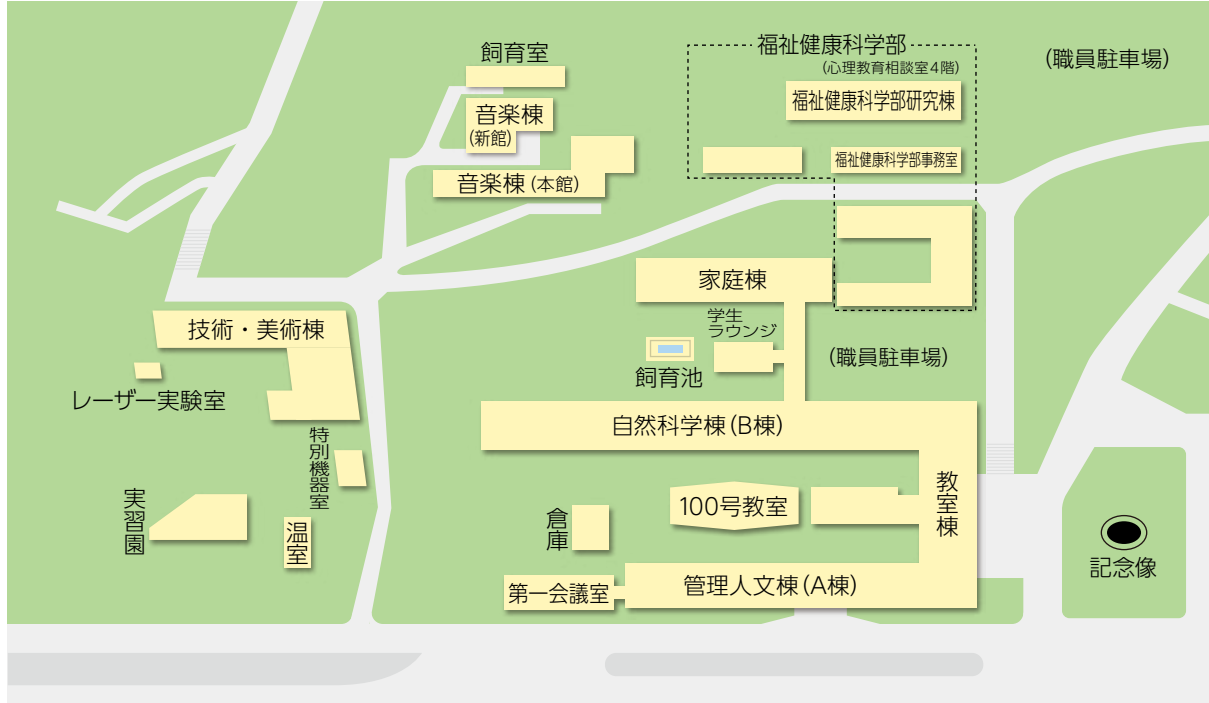 飼育室
音楽棟
(新館)
音楽棟(本館)
福祉健康科学部
(心理教育相談室4階)
福祉健康科学部研究棟
福祉健康科学部事務室
(職員駐車場)
家庭棟
学生
ラウンジ
飼育池
(職員駐車場)
技術・美術棟
レーザー実験室
特別機器室
実習園
温室
自然科学棟(B棟)
教室棟
100号教室
倉庫
第一会議室
管理人文棟(A棟)
記念像